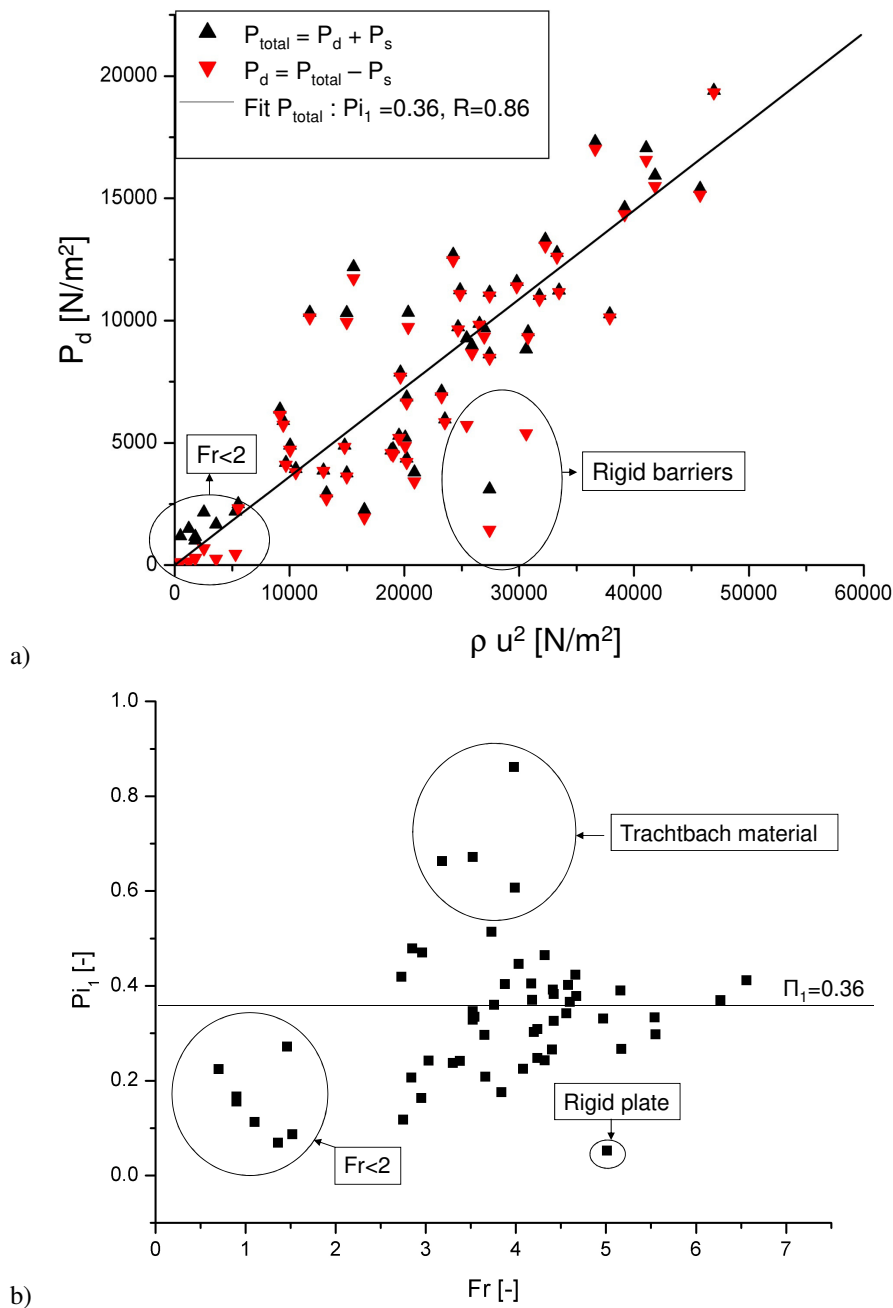 P_total = P_d + P_s
P_d = P_total − P_s
Fit P_total : Pi_1 =0.36, R=0.86
20000
15000
10000
5000
0
P_d [N/m²]
Fr<2
Rigid barriers
0 10000 20000 30000 40000 50000 60000
ρ u² [N/m²]
a)
1.0
0.8
0.6
0.4
0.2
0.0
Pi_1 [-]
Trachtbach material
Π_1=0.36
Rigid plate
Fr<2
0 1 2 3 4 5 6 7
Fr [-]
b)